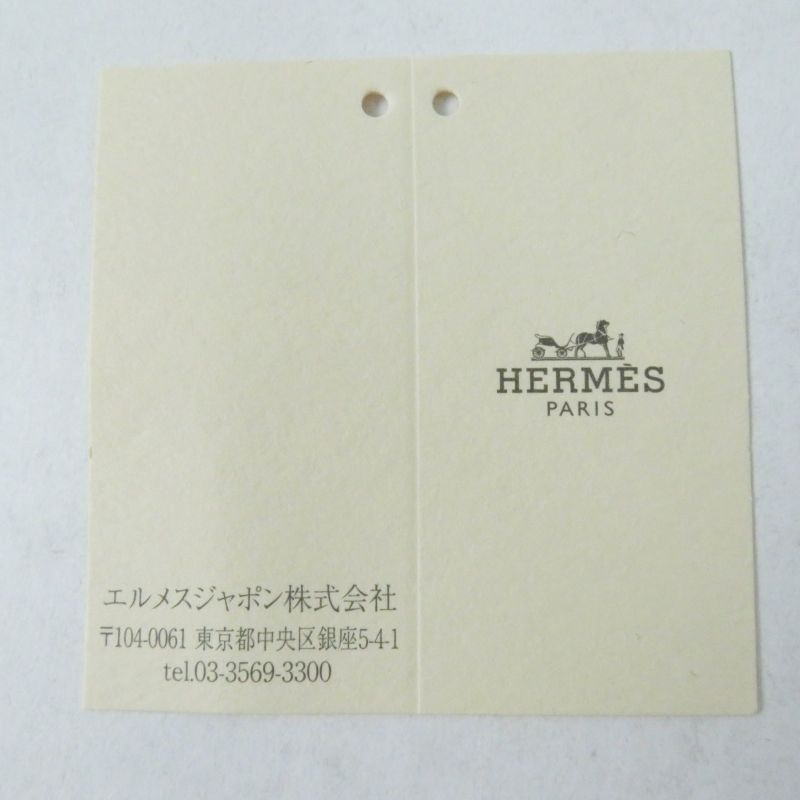 エルメスジャポン株式会社
〒104-0061 東京都中央区銀座5-4-1
tel.03-3569-3300
HERMÈS
PARIS